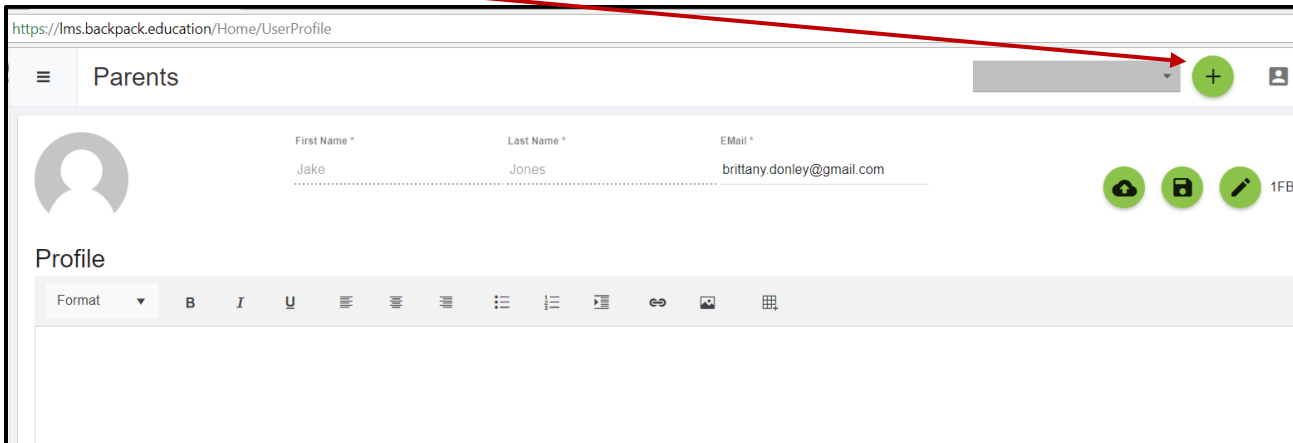 https://lms.backpack.education/Home/UserProfile
Parents
First Name * Last Name * EMail *
Jake Jones brittany.donley@gmail.com
1FB
Profile
Format B I U